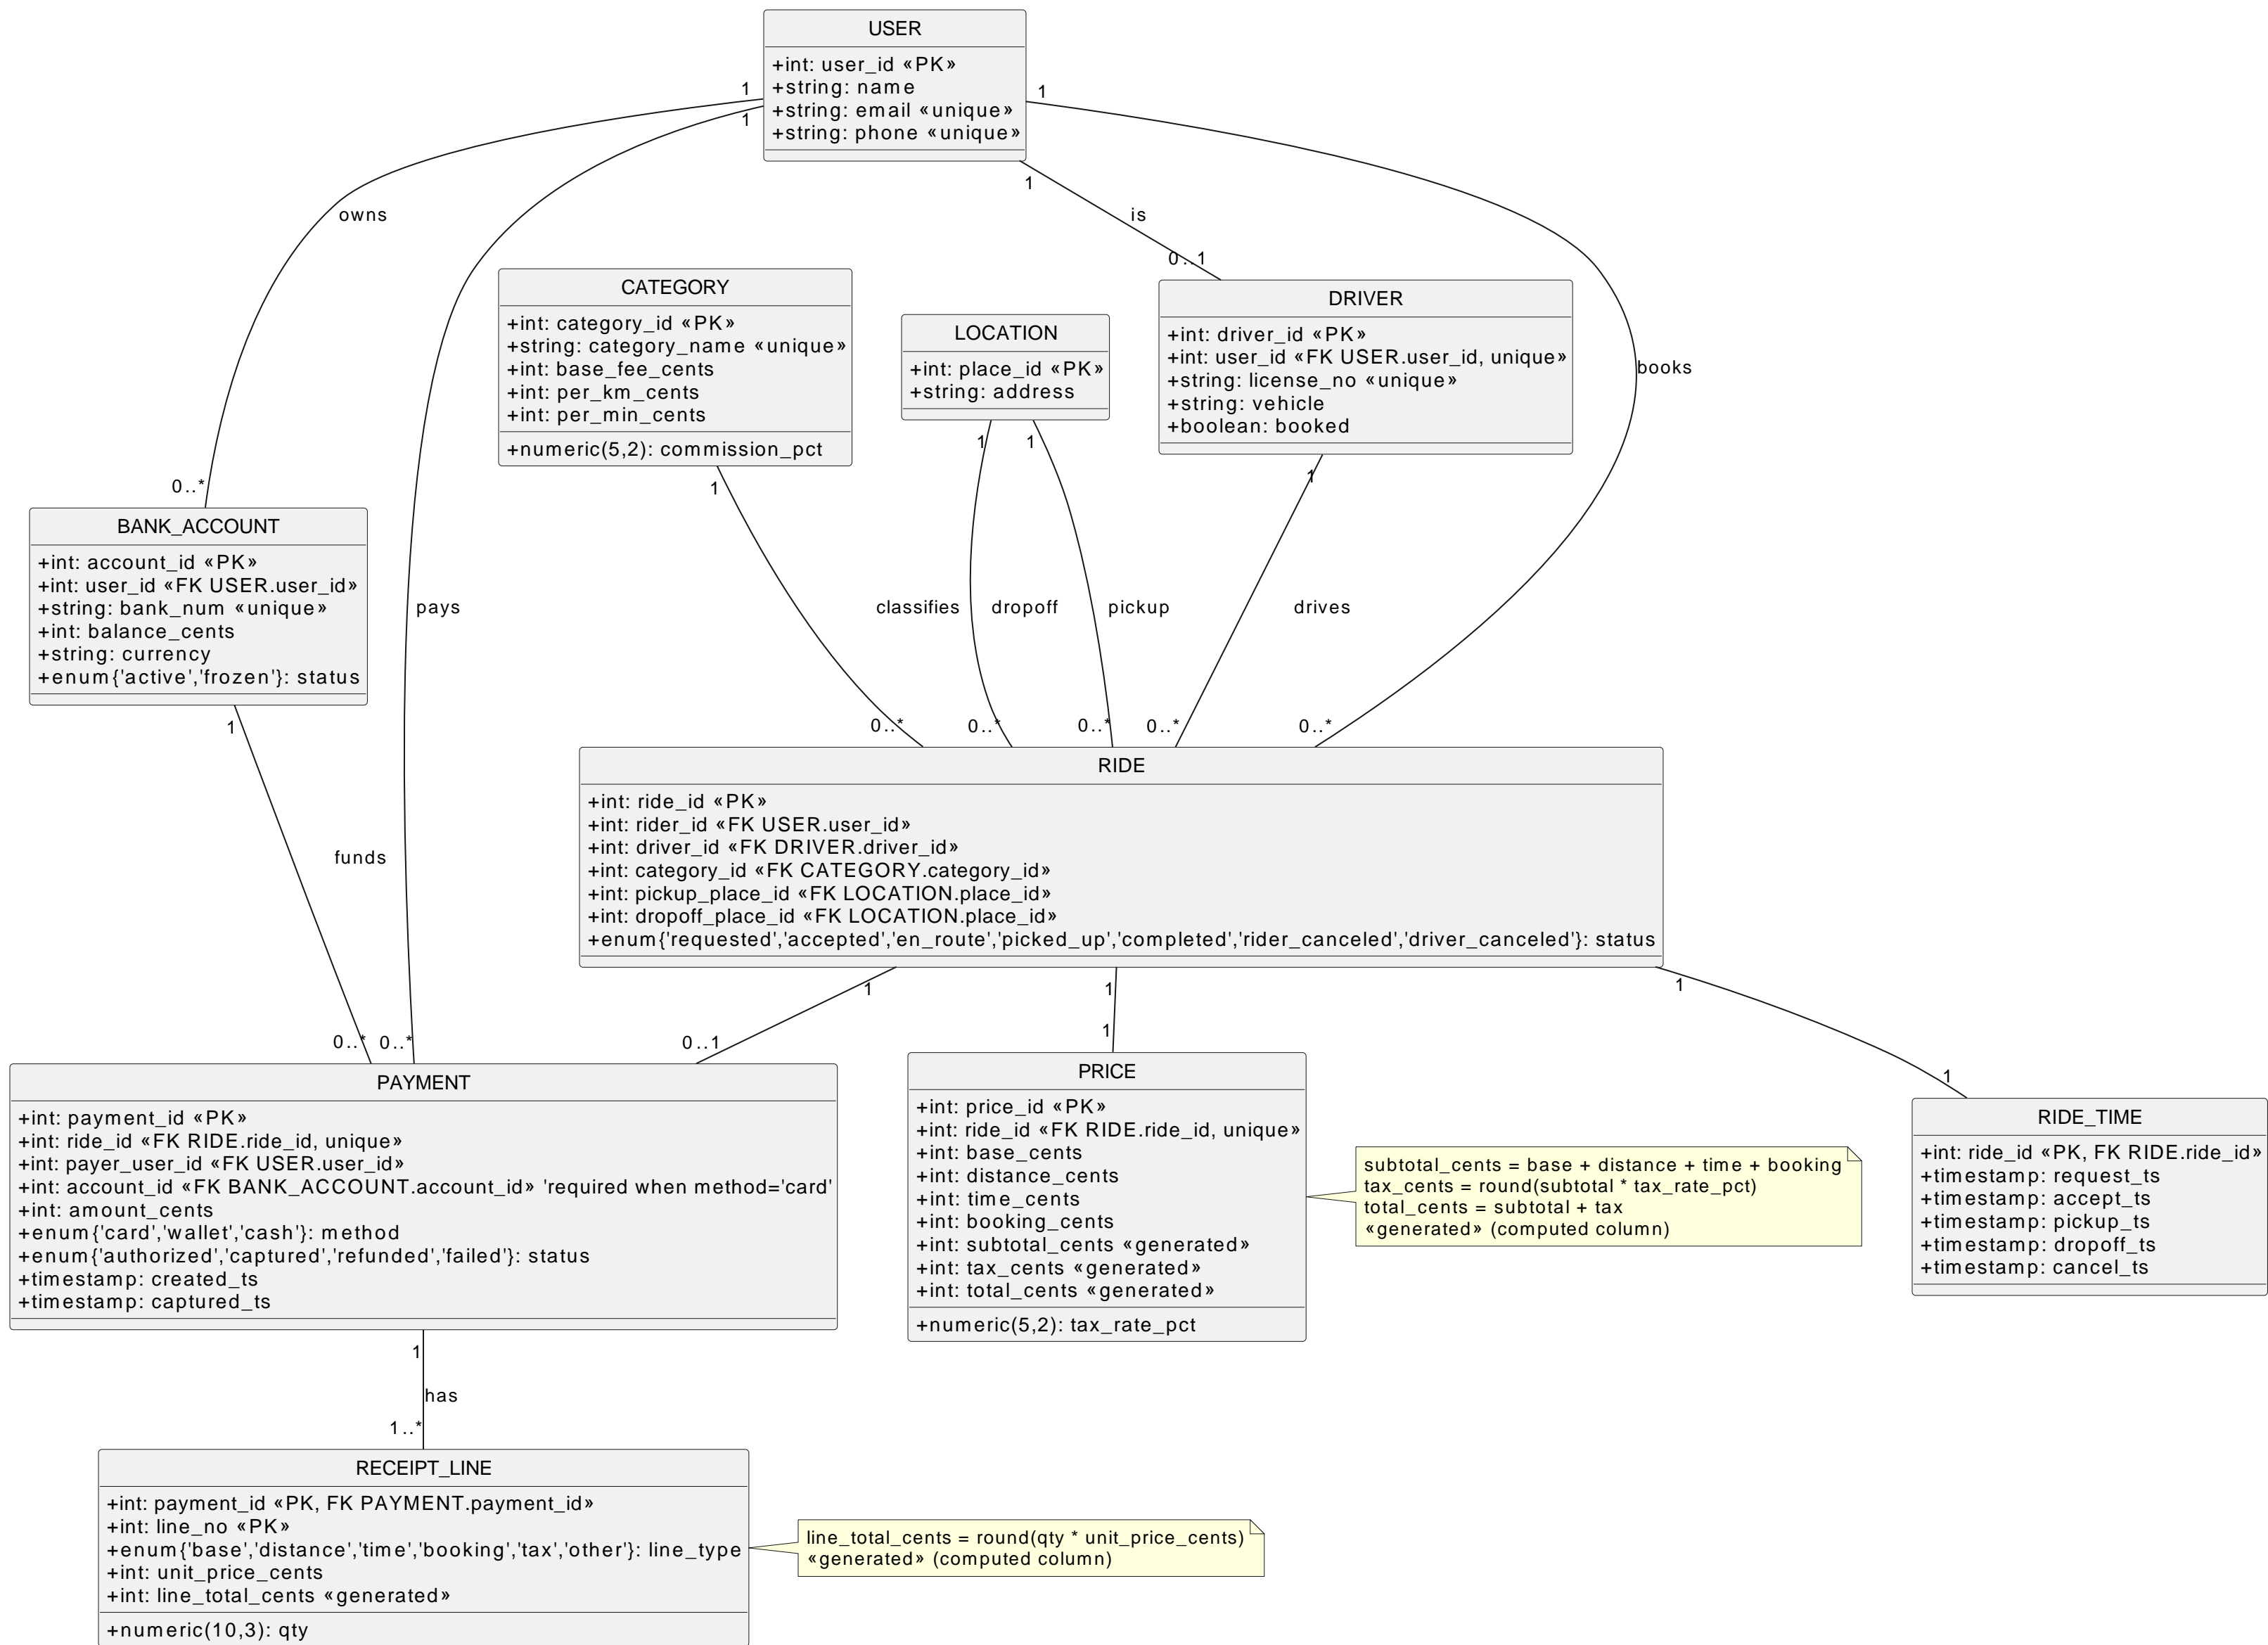 USER
+int: user_id «PK»
+string: name
+string: email «unique»
+string: phone «unique»
1
1
1
1
owns
is
0..1
pays
books
CATEGORY
+int: category_id «PK»
+string: category_name «unique»
+int: base_fee_cents
+int: per_km_cents
+int: per_min_cents
+numeric(5,2): commission_pct
1
LOCATION
+int: place_id «PK»
+string: address
1
1
DRIVER
+int: driver_id «PK»
+int: user_id «FK USER.user_id, unique»
+string: license_no «unique»
+string: vehicle
+boolean: booked
1
0..*
BANK_ACCOUNT
+int: account_id «PK»
+int: user_id «FK USER.user_id»
+string: bank_num «unique»
+int: balance_cents
+string: currency
+enum{'active','frozen'}: status
1
classifies
dropoff
pickup
drives
0..*
0..*
0..*
0..*
0..*
RIDE
+int: ride_id «PK»
+int: rider_id «FK USER.user_id»
+int: driver_id «FK DRIVER.driver_id»
+int: category_id «FK CATEGORY.category_id»
+int: pickup_place_id «FK LOCATION.place_id»
+int: dropoff_place_id «FK LOCATION.place_id»
+enum{'requested','accepted','en_route','picked_up','completed','rider_canceled','driver_canceled'}: status
funds
1
1
1
0..*
0..*
0..1
1
1
PAYMENT
+int: payment_id «PK»
+int: ride_id «FK RIDE.ride_id, unique»
+int: payer_user_id «FK USER.user_id»
+int: account_id «FK BANK_ACCOUNT.account_id» 'required when method='card'
+int: amount_cents
+enum{'card','wallet','cash'}: method
+enum{'authorized','captured','refunded','failed'}: status
+timestamp: created_ts
+timestamp: captured_ts
PRICE
+int: price_id «PK»
+int: ride_id «FK RIDE.ride_id, unique»
+int: base_cents
+int: distance_cents
+int: time_cents
+int: booking_cents
+int: subtotal_cents «generated»
+int: tax_cents «generated»
+int: total_cents «generated»
+numeric(5,2): tax_rate_pct
subtotal_cents = base + distance + time + booking
tax_cents = round(subtotal * tax_rate_pct)
total_cents = subtotal + tax
«generated» (computed column)
RIDE_TIME
+int: ride_id «PK, FK RIDE.ride_id»
+timestamp: request_ts
+timestamp: accept_ts
+timestamp: pickup_ts
+timestamp: dropoff_ts
+timestamp: cancel_ts
1
has
1..*
RECEIPT_LINE
+int: payment_id «PK, FK PAYMENT.payment_id»
+int: line_no «PK»
+enum{'base','distance','time','booking','tax','other'}: line_type
+int: unit_price_cents
+int: line_total_cents «generated»
+numeric(10,3): qty
line_total_cents = round(qty * unit_price_cents)
«generated» (computed column)